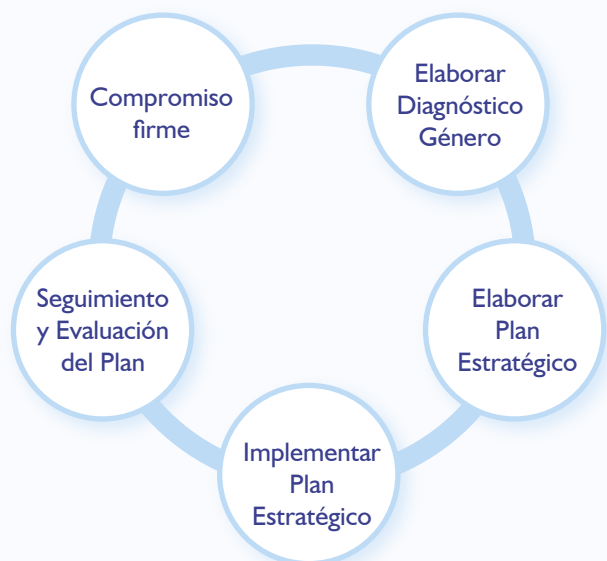 Compromiso
firme
Elaborar
Diagnóstico
Género
Elaborar
Plan
Estratégico
Implementar
Plan
Estratégico
Seguimiento
y Evaluación
del Plan